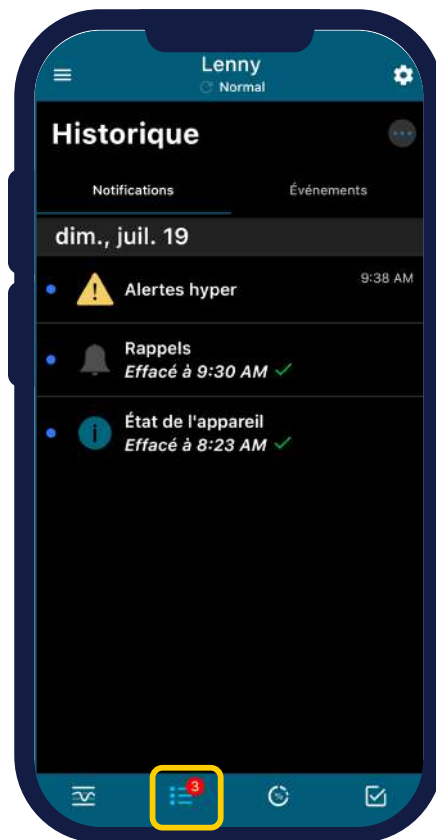 Lenny
Normal
Historique
Notifications
Événements
dim., juil. 19
Alertes hyper
9:38 AM
Rappels
Effacé à 9:30 AM
État de l'appareil
Effacé à 8:23 AM
3